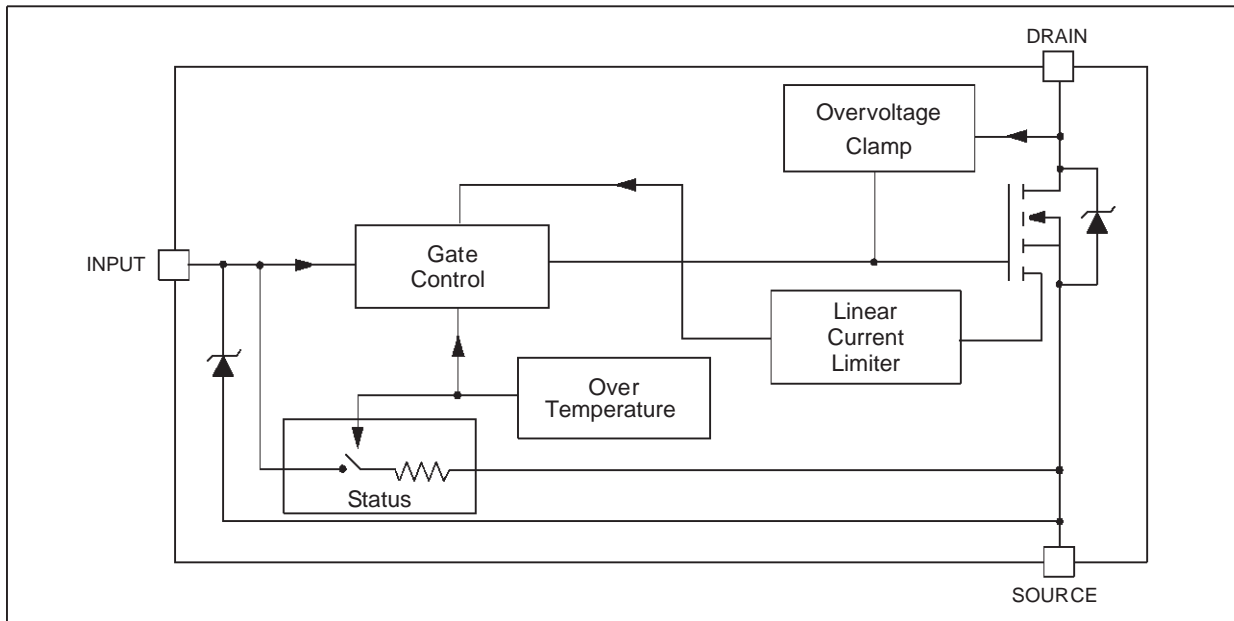 DRAIN
Overvoltage
Clamp
INPUT
Gate
Control
Linear
Current
Limiter
Over
Temperature
Status
SOURCE